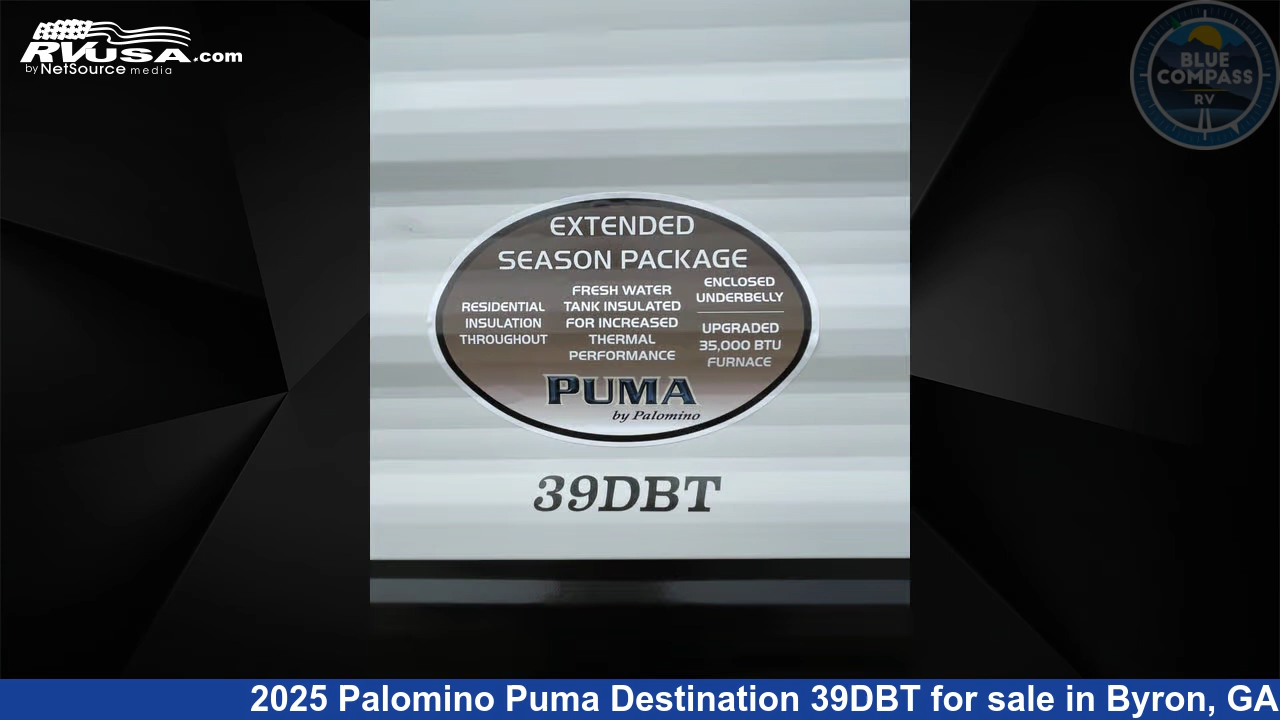 RVUSA.com
by NetSource media
BLUE
COMPASS
RV
EXTENDED
SEASON PACKAGE
RESIDENTIAL
INSULATION
THROUGHOUT
FRESH WATER
TANK INSULATED
FOR INCREASED
THERMAL
PERFORMANCE
ENCLOSED
UNDERBELLY
UPGRADED
35,000 BTU
FURNACE
PUMA
by Palomino
39DBT
2025 Palomino Puma Destination 39DBT for sale in Byron, GA